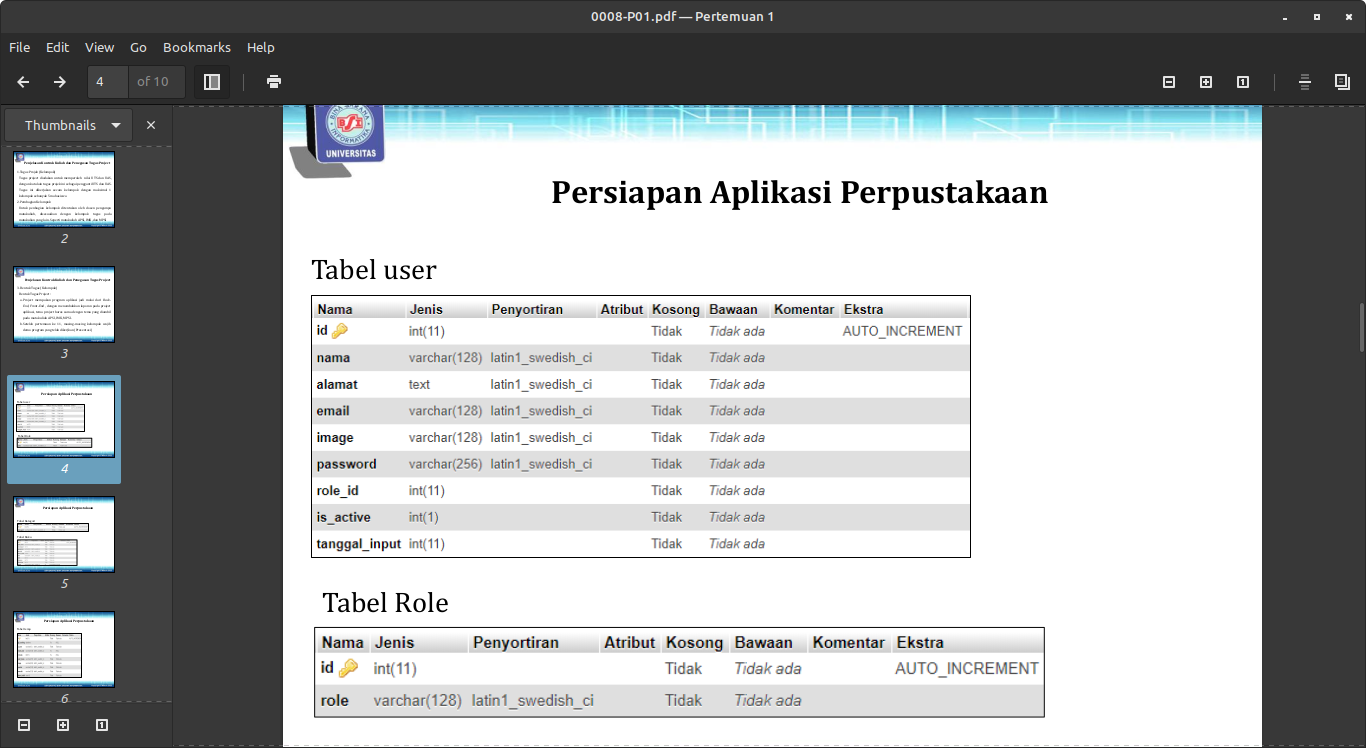 0008-P01.pdf — Pertemuan 1
File Edit View Go Bookmarks Help
4 of 10
Thumbnails
2
3
4
5
6
BSI
UNIVERSITAS
Persiapan Aplikasi Perpustakaan
Tabel user
Nama Jenis Penyortiran Atribut Kosong Bawaan Komentar Ekstra
id int(11) Tidak Tidak ada AUTO_INCREMENT
nama varchar(128) latin1_swedish_ci Tidak Tidak ada
alamat text latin1_swedish_ci Tidak Tidak ada
email varchar(128) latin1_swedish_ci Tidak Tidak ada
image varchar(128) latin1_swedish_ci Tidak Tidak ada
password varchar(256) latin1_swedish_ci Tidak Tidak ada
role_id int(11) Tidak Tidak ada
is_active int(1) Tidak Tidak ada
tanggal_input int(11) Tidak Tidak ada
Tabel Role
Nama Jenis Penyortiran Atribut Kosong Bawaan Komentar Ekstra
id int(11) Tidak Tidak ada AUTO_INCREMENT
role varchar(128) latin1_swedish_ci Tidak Tidak ada